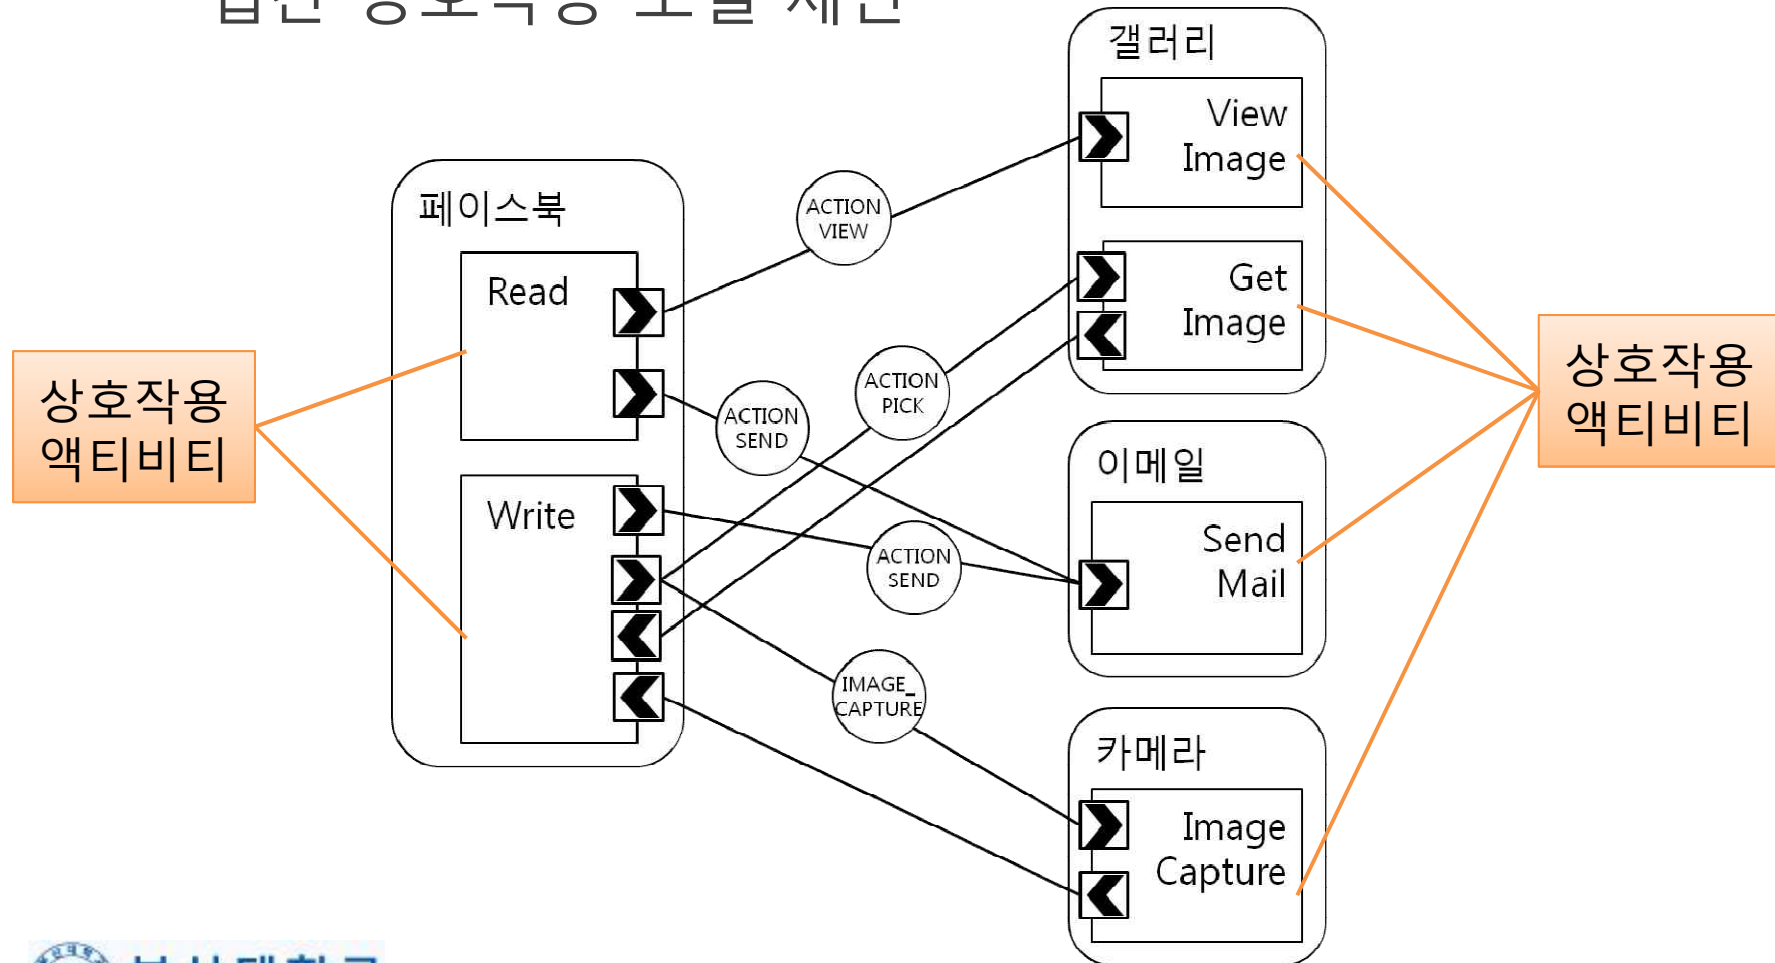 갤러리
View
Image
페이스북
ACTION
VIEW
Read
Get
Image
상호작용
액티비티
ACTION
PICK
ACTION
SEND
상호작용
액티비티
이메일
Write
Send
Mail
ACTION
SEND
IMAGE_
CAPTURE
카메라
Image
Capture